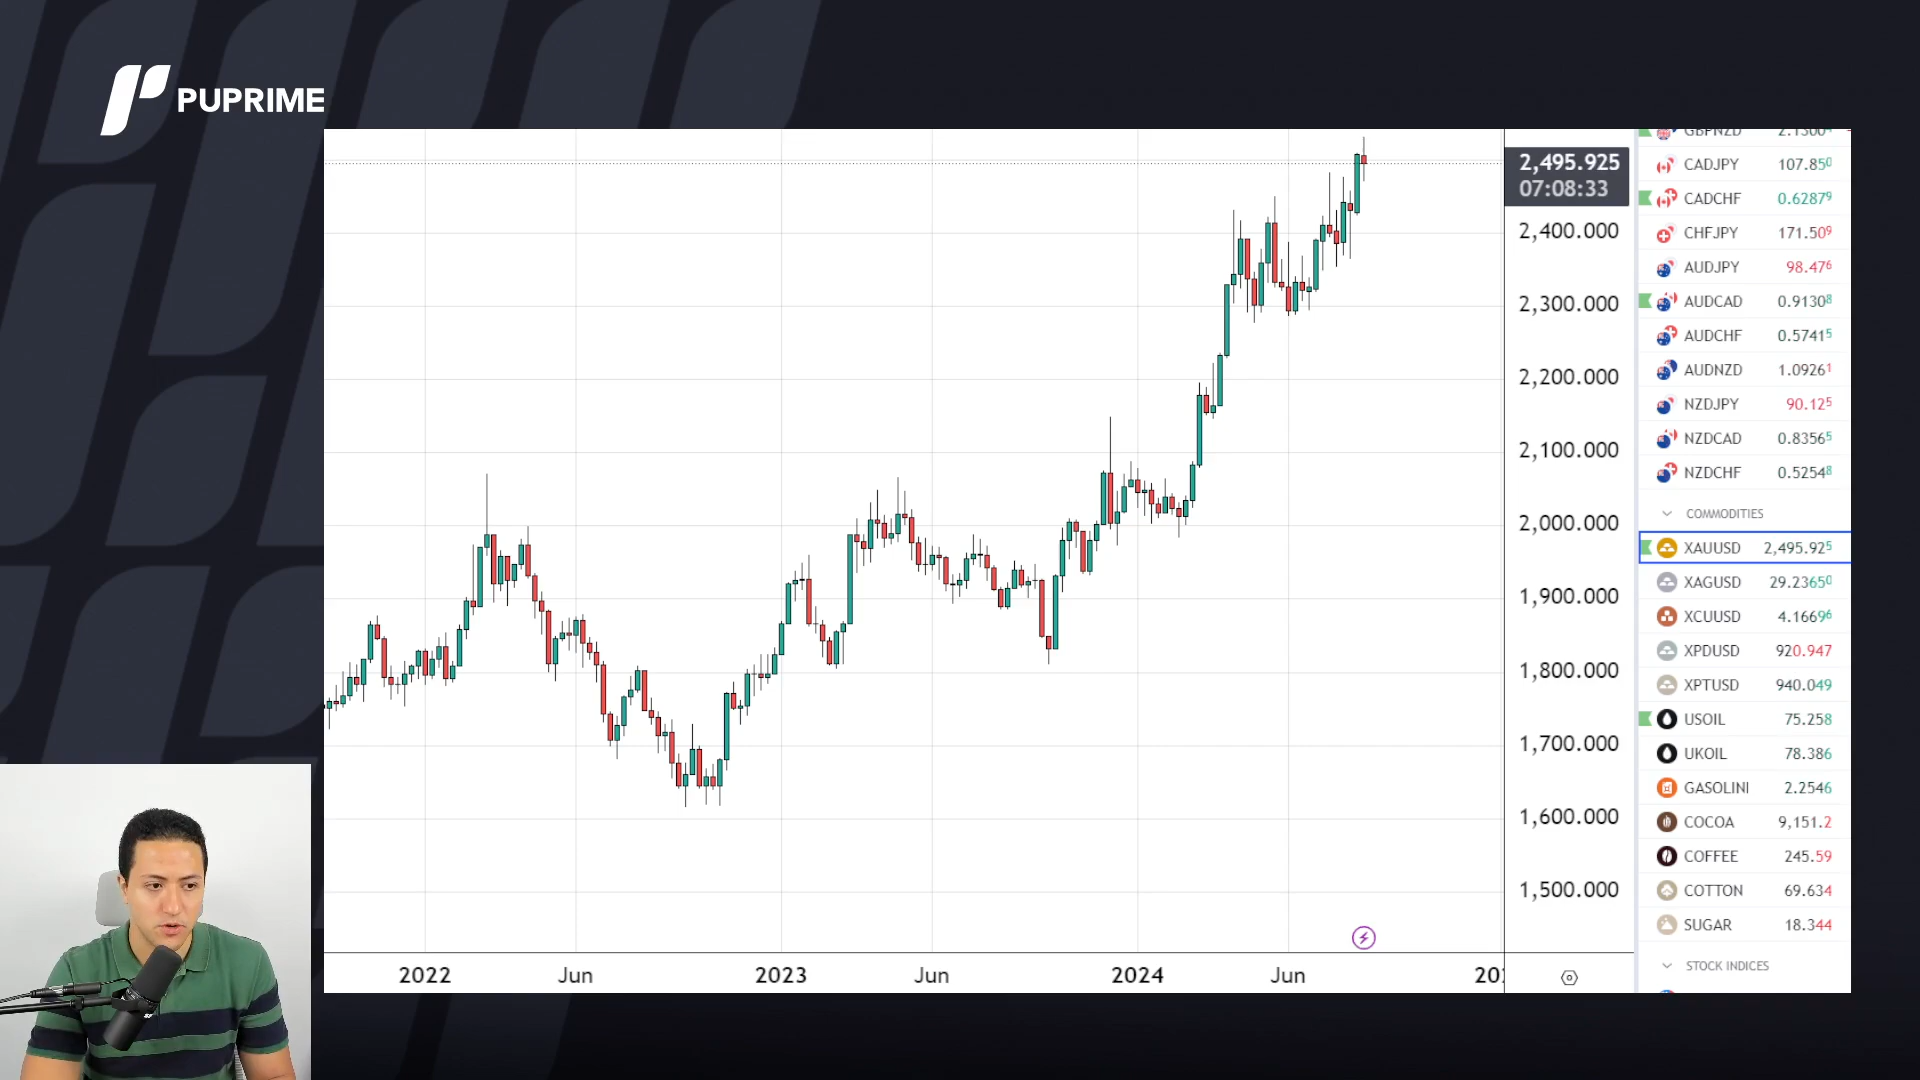 PUPRIME
2,495.925
07:08:33
2,400.000
2,300.000
2,200.000
2,100.000
2,000.000
1,900.000
1,800.000
1,700.000
1,600.000
1,500.000
2022 Jun 2023 Jun 2024 Jun
GBPNZD 2.1300
CADJPY 107.850
CADCHF 0.62879
CHFJPY 171.509
AUDJPY 98.476
AUDCAD 0.91308
AUDCHF 0.57415
AUDNZD 1.09261
NZDJPY 90.125
NZDCAD 0.83565
NZDCHF 0.52548
COMMODITIES
XAUUSD 2,495.925
XAGUSD 29.23650
XCUUSD 4.16696
XPDUSD 920.947
XPTUSD 940.049
USOIL 75.258
UKOIL 78.386
GASOLINI 2.2546
COCOA 9,151.2
COFFEE 245.59
COTTON 69.634
SUGAR 18.344
STOCK INDICES